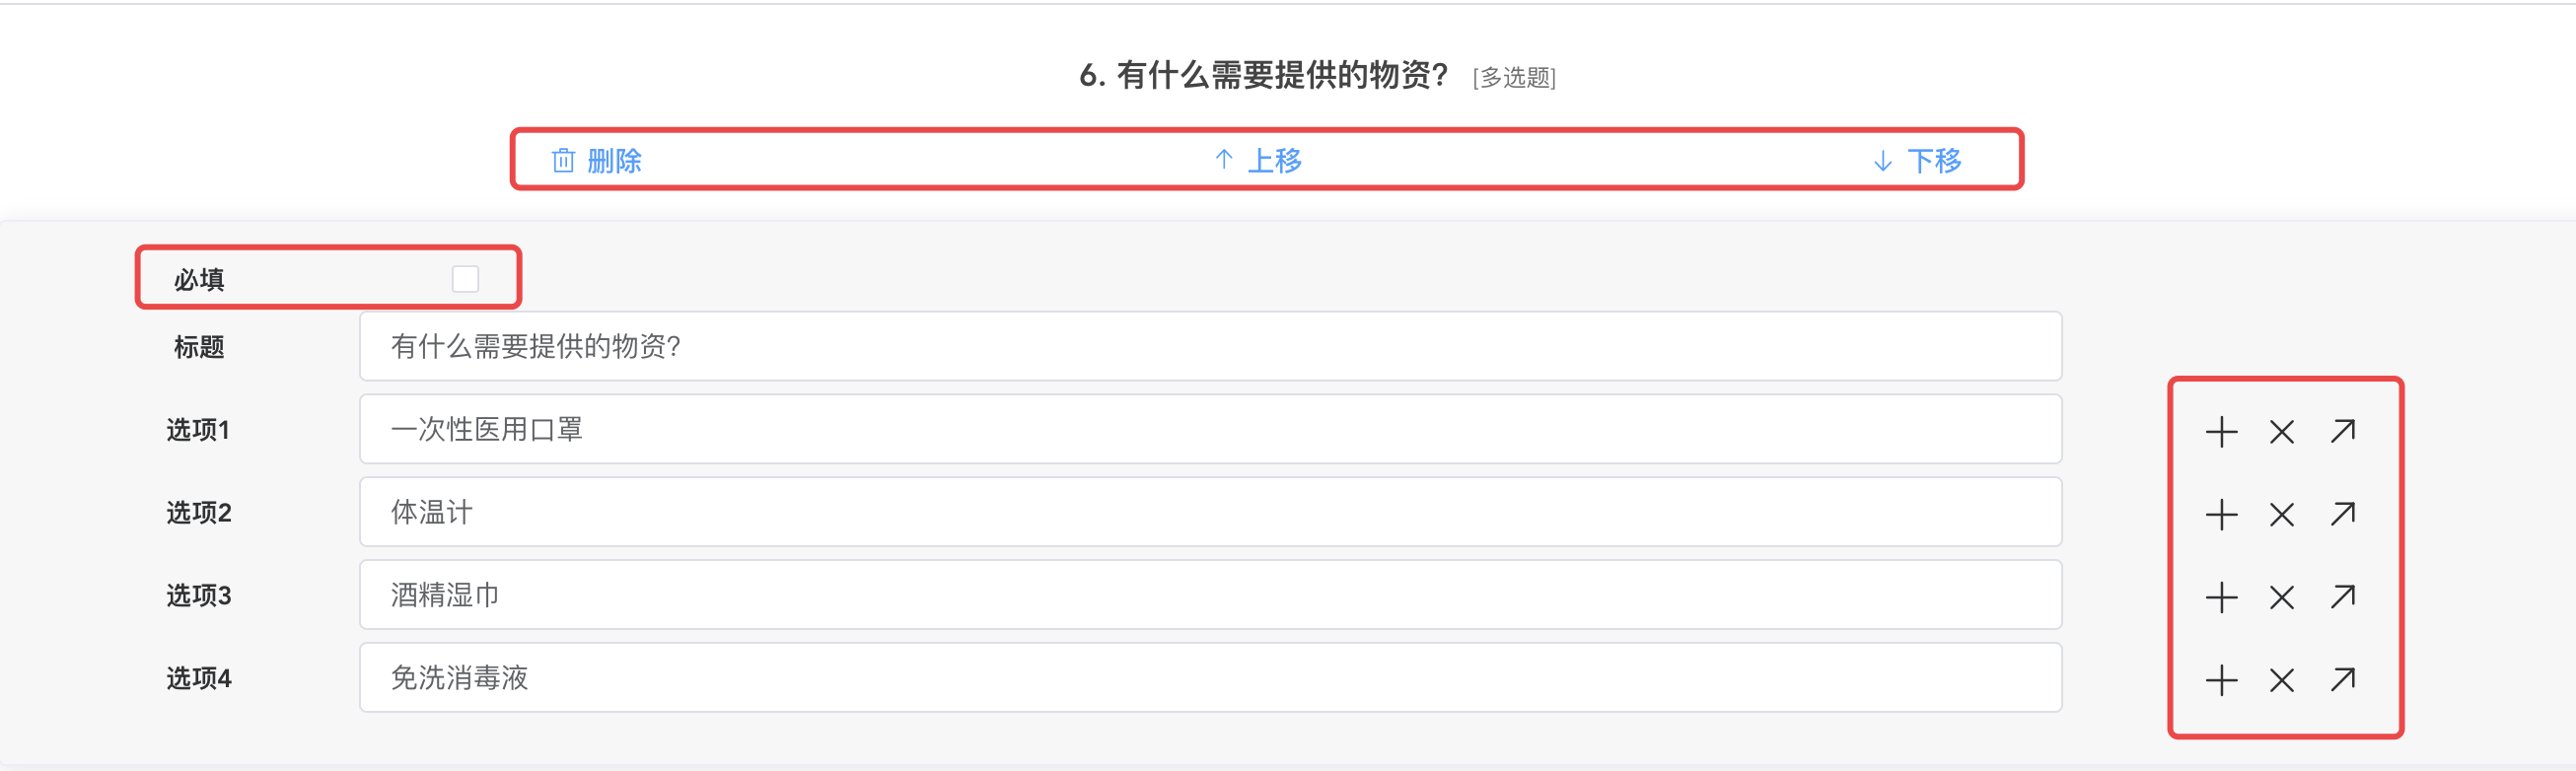 6. 有什么需要提供的物资? [多选题]
删除 上移 下移
必填
标题 有什么需要提供的物资?
选项1 一次性医用口罩
选项2 体温计
选项3 酒精湿巾
选项4 免洗消毒液